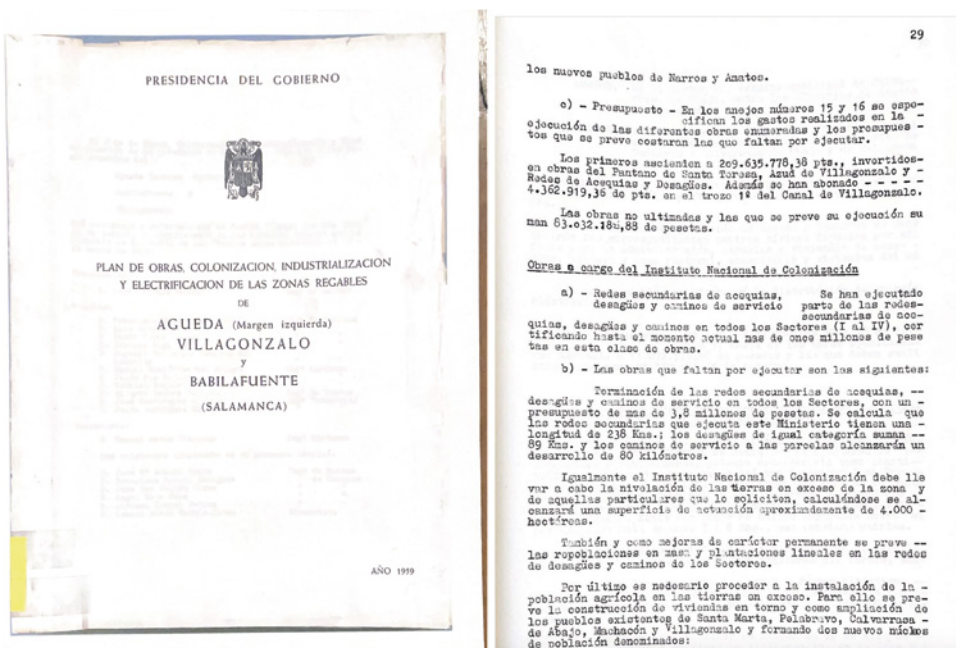 PRESIDENCIA DEL GOBIERNO
PLAN DE OBRAS, COLONIZACION, INDUSTRIALIZACION
Y ELECTRIFICACION DE LAS ZONAS REGABLES
DE
AGUEDA (Margen izquierda)
VILLAGONZALO
y
BABILAFUENTE
(SALAMANCA)
AÑO 1959
29
los nuevos pueblos de Narros y Amatos.
c) - Presupuesto - En los anejos números 15 y 16 se espe-
cifican los gastos realizados en la -
ejecución de las diferentes obras enumeradas y los presupues -
tos que se preve costaran las que faltan por ejecutar.
Los primeros ascienden a 209.635.778,38 pts., invertidos-
en obras del Pantano de Santa Teresa, Azud de Villagonzalo y -
Redes de Acequias y Desagües. Además se han abonado - - - - -
4.362.919,36 de pts. en el trozo 1º del Canal de Villagonzalo.
Las obras no ultimadas y las que se preve su ejecución su
man de pesetas.
Obras a cargo del Instituto Nacional de Colonización
a) - Redes secundarias de acequias, Se han ejecutado
desagües y caminos de servicio parte de las redes-
secundarias de ace-
quias, desagües y caminos en todos los Sectores (I al IV), cer
tificando hasta el momento actual mas de once millones de pese
tas en esta clase de obras.
b) - Las obras que faltan por ejecutar son las siguientes:
Terminación de las redes secundarias de acequias, --
desagües y caminos de servicio en todos los Sectores, con un -
presupuesto de mas de 3,8 millones de pesetas. Se calcula que
las redes secundarias que ejecuta este Ministerio tienen una -
longitud de 238 Kms.; los desagües de igual categoría suman --
89 Kms. y los caminos de servicio a las parcelas alcanzarán un
desarrollo de 80 kilómetros.
Igualmente el Instituto Nacional de Colonización debe lle
var a cabo la nivelación de las tierras en exceso de la zona y
de aquellas particulares que lo soliciten, calculándose se al-
canzará una superficie de actuación aproximadamente de 4.000 -
hectáreas.
También y como mejoras de carácter permanente se preve --
las repoblaciones en masa y plantaciones lineales en las redes
de desagües y caminos de los Sectores.
Por último es nedesario proceder a la instalación de la -
población agrícola en las tierras en exceso. Para ello se pre-
ve la construcción de viviendas en torno y como ampliación de
los pueblos existentes de Santa Marta, Pelabravo, Calvarrasa -
de Abajo, Machacón y Villagonzalo y formando dos nuevos núcleos
de población denominados: